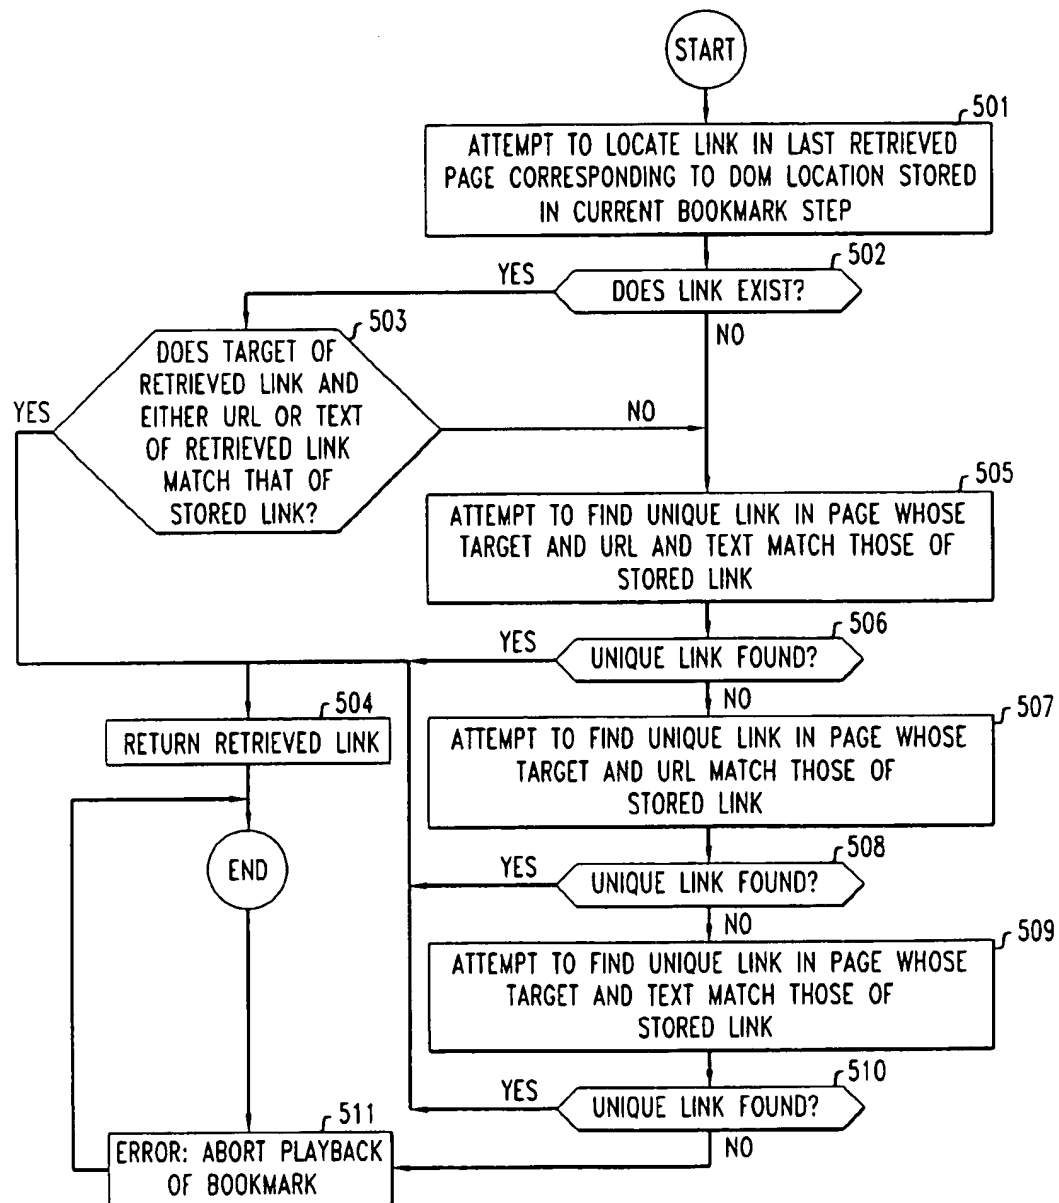 START
501
ATTEMPT TO LOCATE LINK IN LAST RETRIEVED
PAGE CORRESPONDING TO DOM LOCATION STORED
IN CURRENT BOOKMARK STEP
502
YES
DOES LINK EXIST?
NO
503
DOES TARGET OF
RETRIEVED LINK AND
EITHER URL OR TEXT
OF RETRIEVED LINK
MATCH THAT OF
STORED LINK?
YES
NO
505
ATTEMPT TO FIND UNIQUE LINK IN PAGE WHOSE
TARGET AND URL AND TEXT MATCH THOSE OF
STORED LINK
506
YES
UNIQUE LINK FOUND?
NO
504
RETURN RETRIEVED LINK
507
ATTEMPT TO FIND UNIQUE LINK IN PAGE WHOSE
TARGET AND URL MATCH THOSE OF
STORED LINK
END
508
YES
UNIQUE LINK FOUND?
NO
509
ATTEMPT TO FIND UNIQUE LINK IN PAGE WHOSE
TARGET AND TEXT MATCH THOSE OF
STORED LINK
510
YES
UNIQUE LINK FOUND?
NO
511
ERROR: ABORT PLAYBACK
OF BOOKMARK